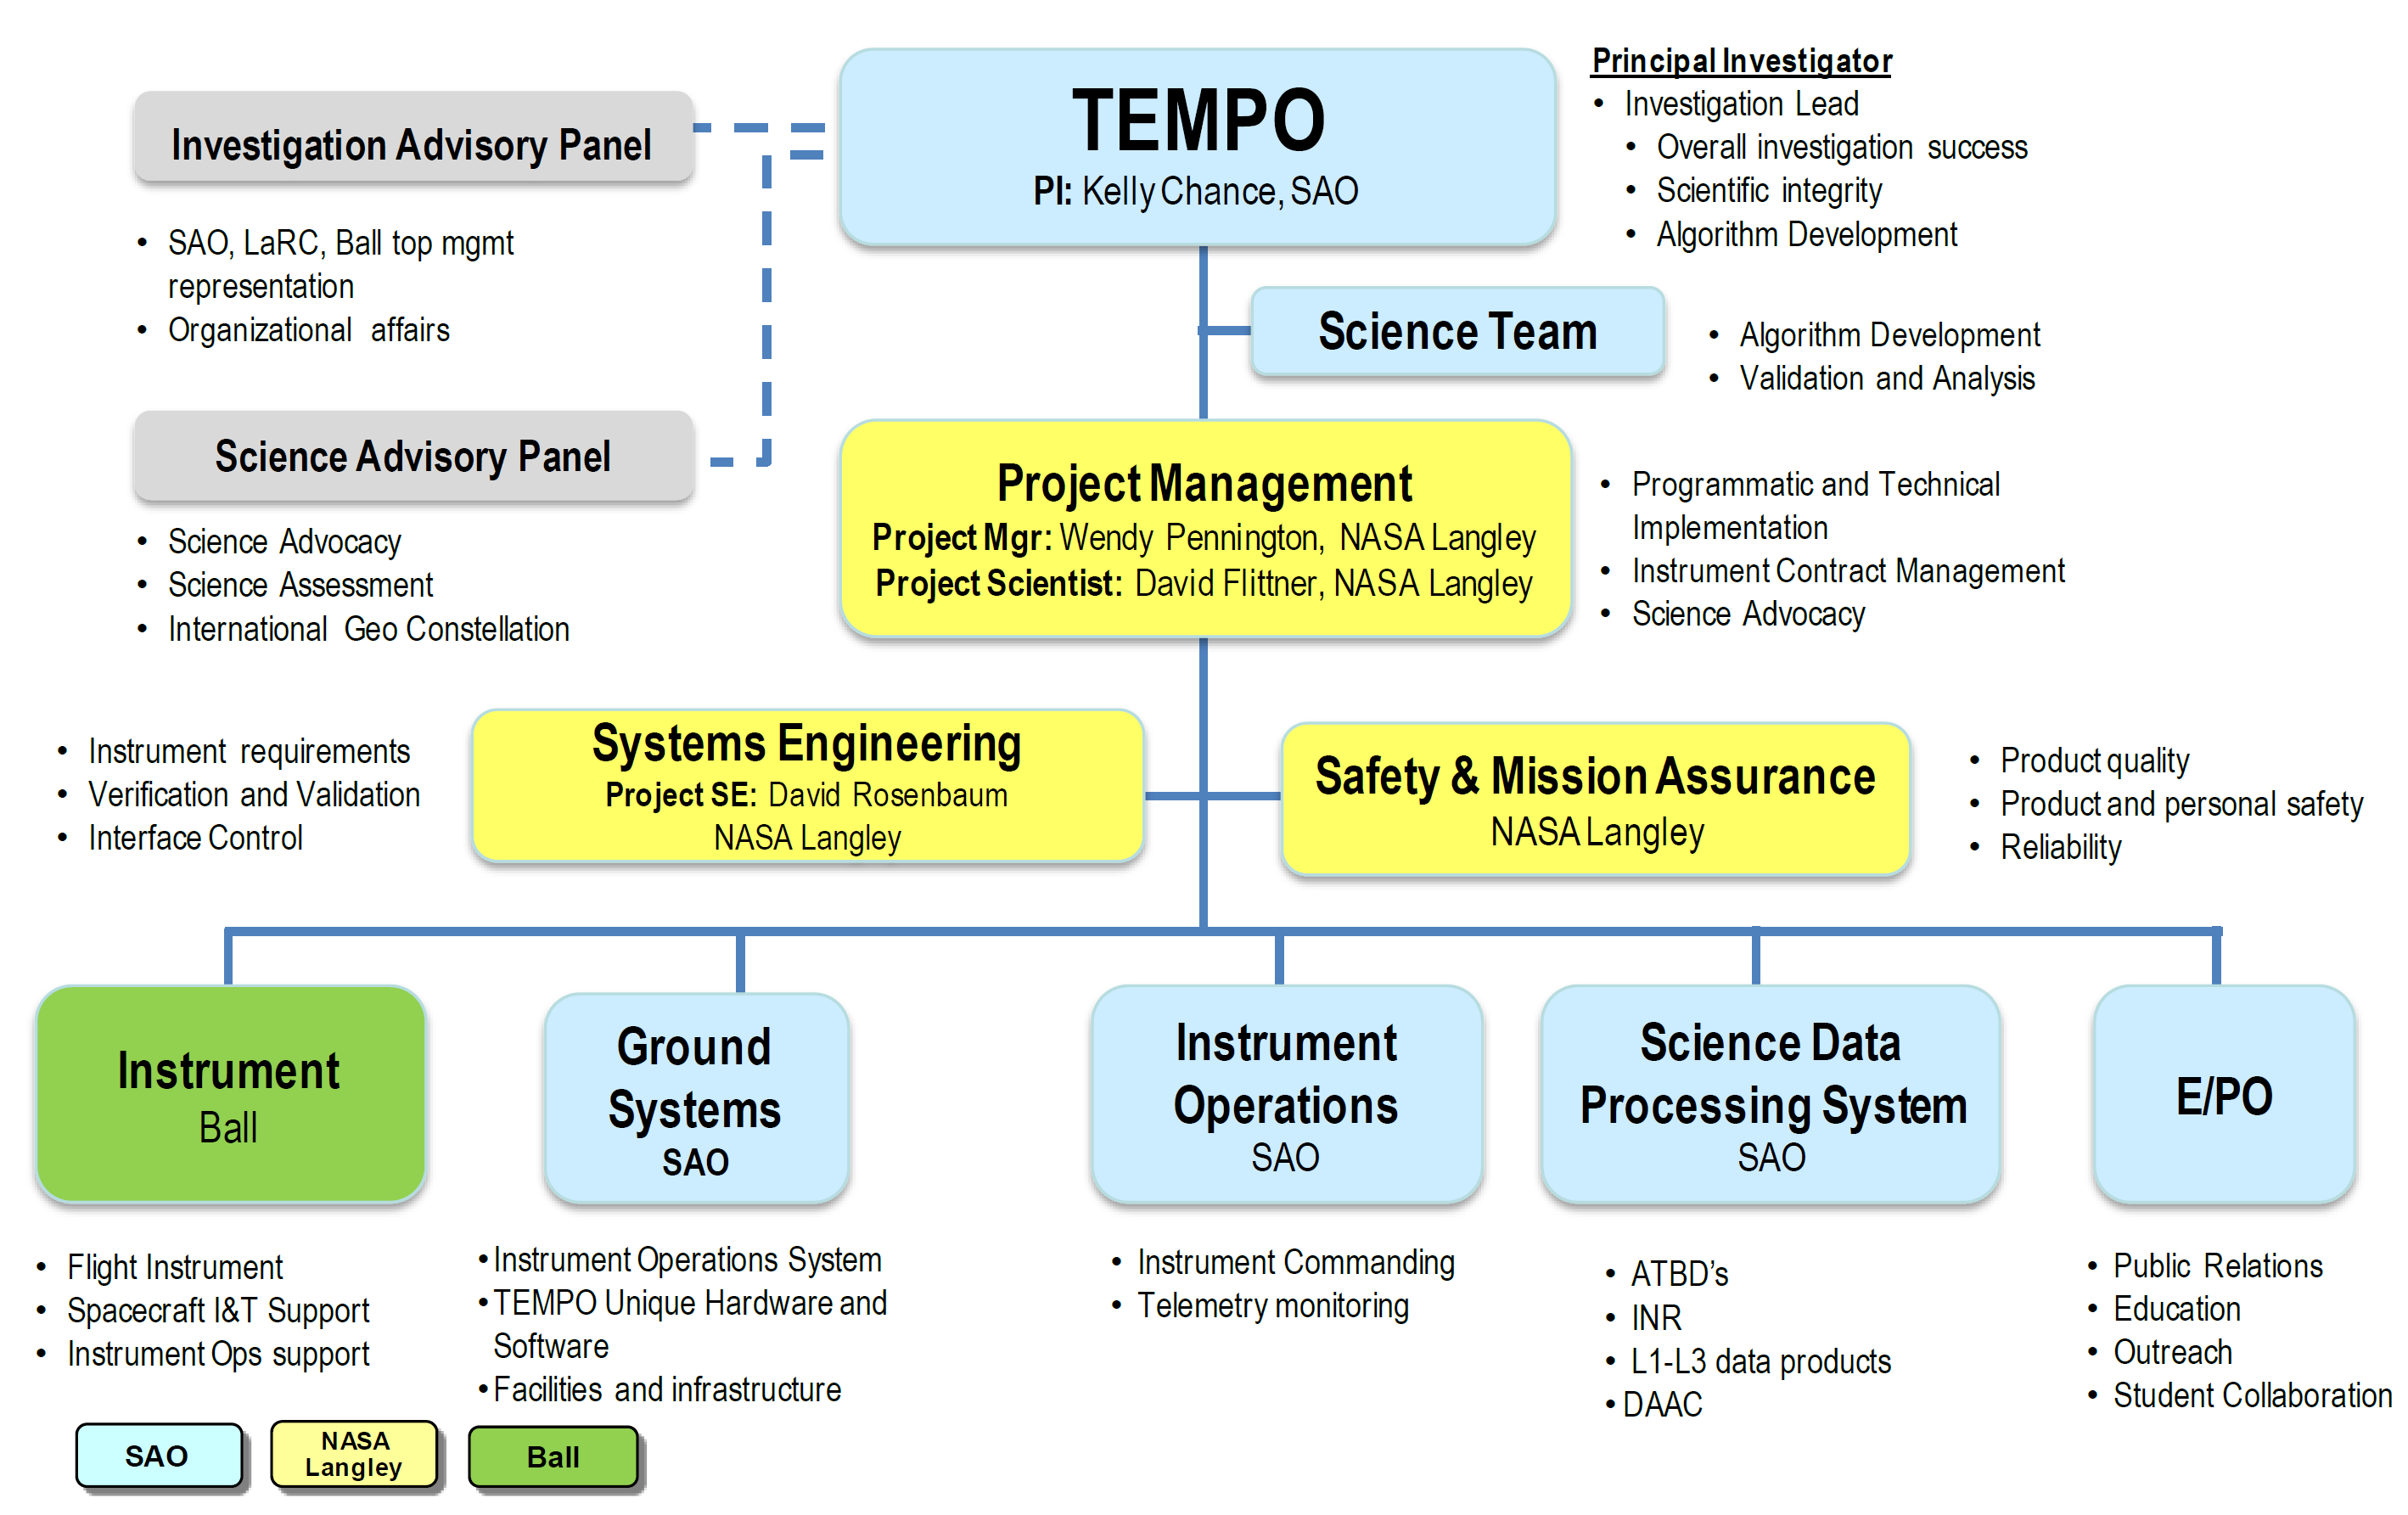 TEMPO
PI: Kelly Chance, SAO
Principal Investigator
• Investigation Lead
• Overall investigation success
• Scientific integrity
• Algorithm Development
Investigation Advisory Panel
• SAO, LaRC, Ball top mgmt
representation
• Organizational affairs
Science Team
• Algorithm Development
• Validation and Analysis
Science Advisory Panel
• Science Advocacy
• Science Assessment
• International Geo Constellation
Project Management
Project Mgr: Wendy Pennington, NASA Langley
Project Scientist: David Flittner, NASA Langley
• Programmatic and Technical
Implementation
• Instrument Contract Management
• Science Advocacy
• Instrument requirements
• Verification and Validation
• Interface Control
Systems Engineering
Project SE: David Rosenbaum
NASA Langley
Safety & Mission Assurance
NASA Langley
• Product quality
• Product and personal safety
• Reliability
Instrument
Ball
• Flight Instrument
• Spacecraft I&T Support
• Instrument Ops support
Ground
Systems
SAO
• Instrument Operations System
• TEMPO Unique Hardware and
Software
• Facilities and infrastructure
Instrument
Operations
SAO
• Instrument Commanding
• Telemetry monitoring
Science Data
Processing System
SAO
• ATBD’s
• INR
• L1-L3 data products
• DAAC
E/PO
• Public Relations
• Education
• Outreach
• Student Collaboration
SAO
NASA
Langley
Ball